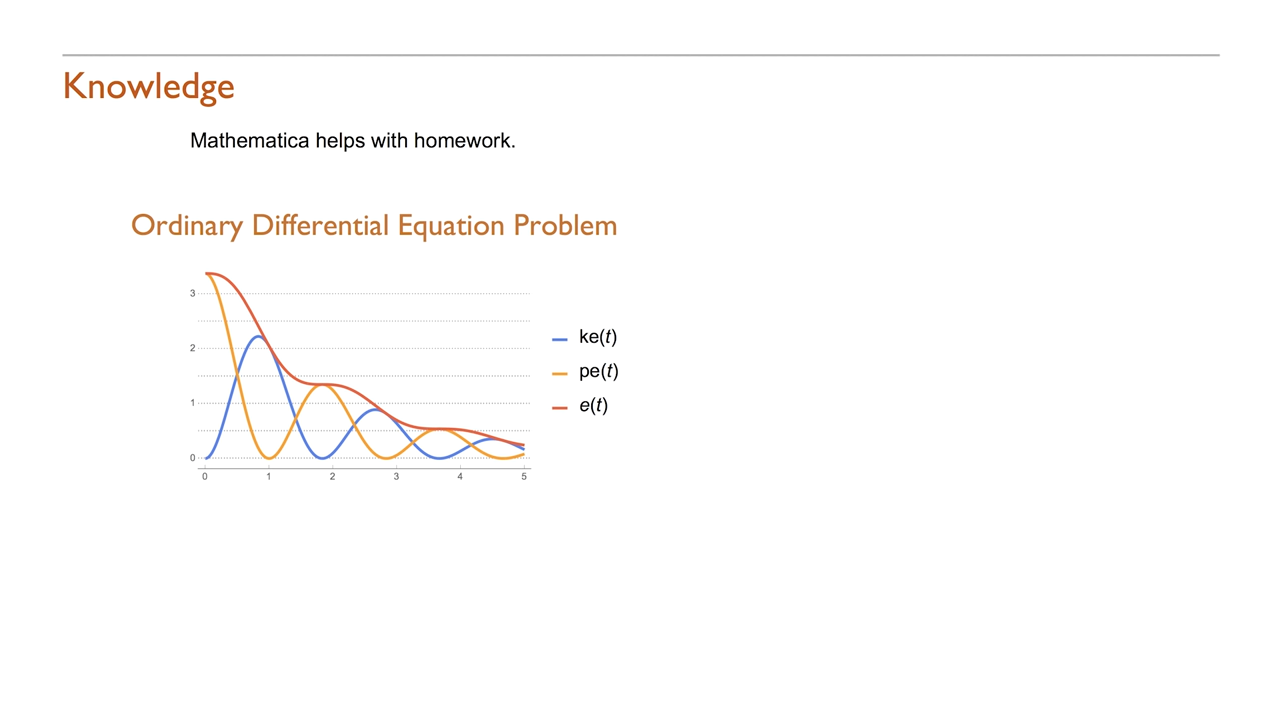 Knowledge
Mathematica helps with homework.
Ordinary Differential Equation Problem
3
2
1
0
0 1 2 3 4 5
ke(t)
pe(t)
e(t)